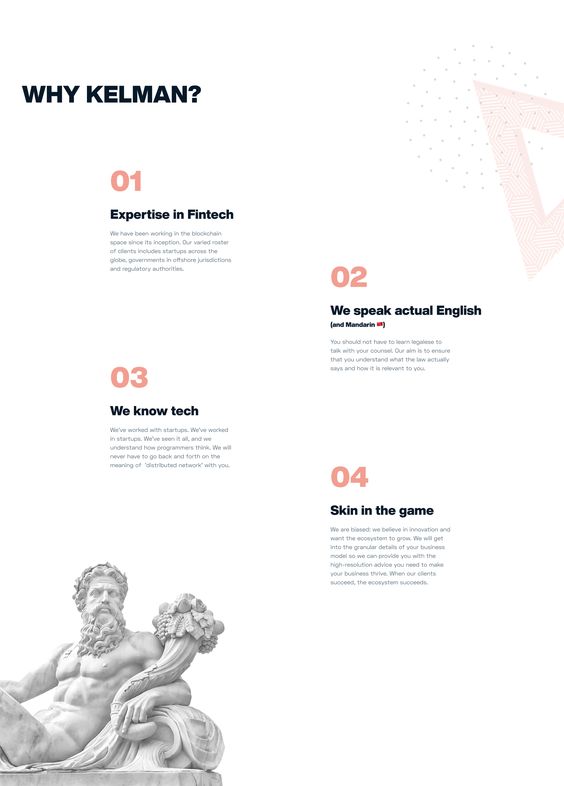 WHY KELMAN?
01
Expertise in Fintech
We have been working in the blockchain
space since its inception. Our varied roster
of clients includes startups across the
globe, governments in offshore jurisdictions
and regulatory authorities.
02
We speak actual English
(and Mandarin 🇨🇳)
You should not have to learn legalese to
talk with your counsel. Our aim is to ensure
that you understand what the law actually
says and how it is relevant to you.
03
We know tech
We've worked with startups. We've worked
in startups. We've seen it all, and we
understand how programmers think. We will
never have to go back and forth on the
meaning of 'distributed network' with you.
04
Skin in the game
We are biased: we believe in innovation and
want the ecosystem to grow. We will get
into the granular details of your business
model so we can provide you with the
high-resolution advice you need to make
your business thrive. When our clients
succeed, the ecosystem succeeds.